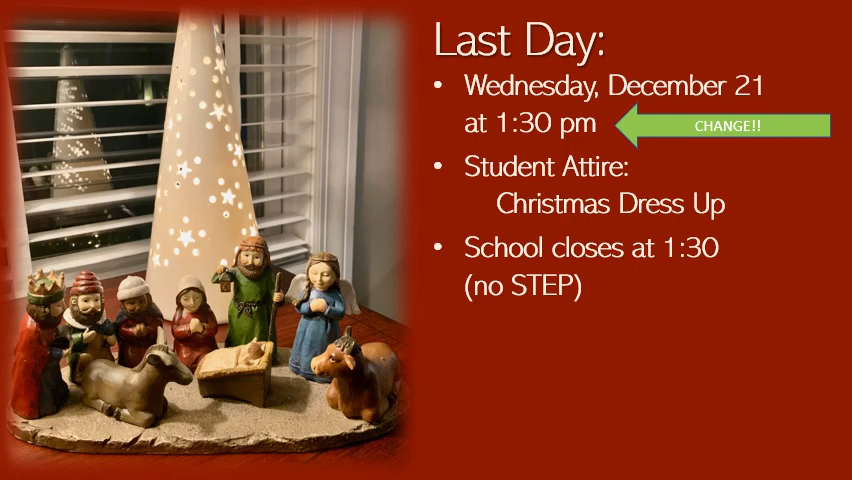 Last Day:
• Wednesday, December 21
at 1:30 pm
CHANGE!!
• Student Attire:
Christmas Dress Up
• School closes at 1:30
(no STEP)